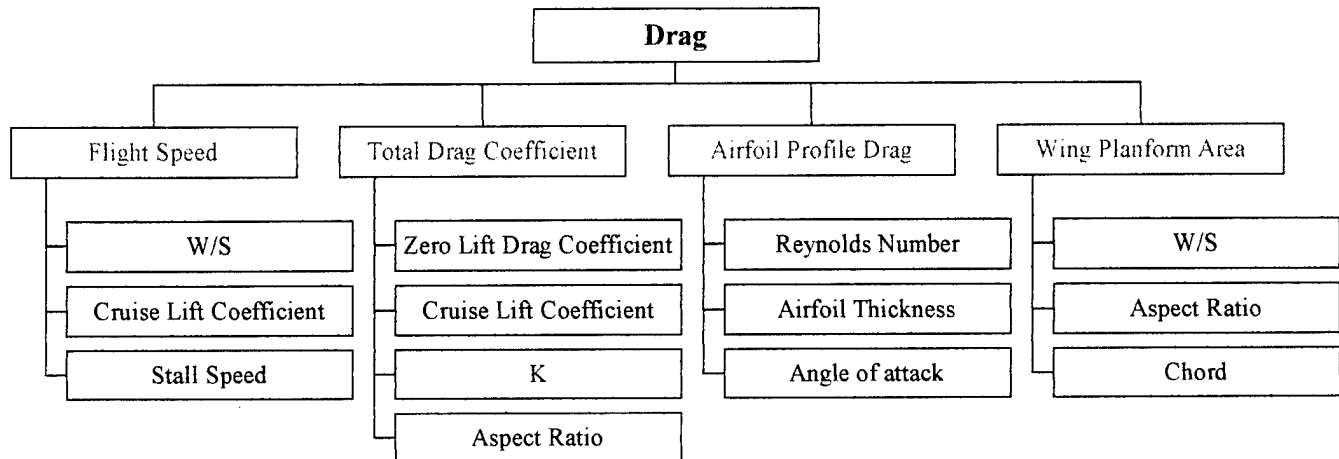 Drag
Flight Speed
W/S
Cruise Lift Coefficient
Stall Speed
Total Drag Coefficient
Zero Lift Drag Coefficient
Cruise Lift Coefficient
K
Aspect Ratio
Airfoil Profile Drag
Reynolds Number
Airfoil Thickness
Angle of attack
Wing Planform Area
W/S
Aspect Ratio
Chord